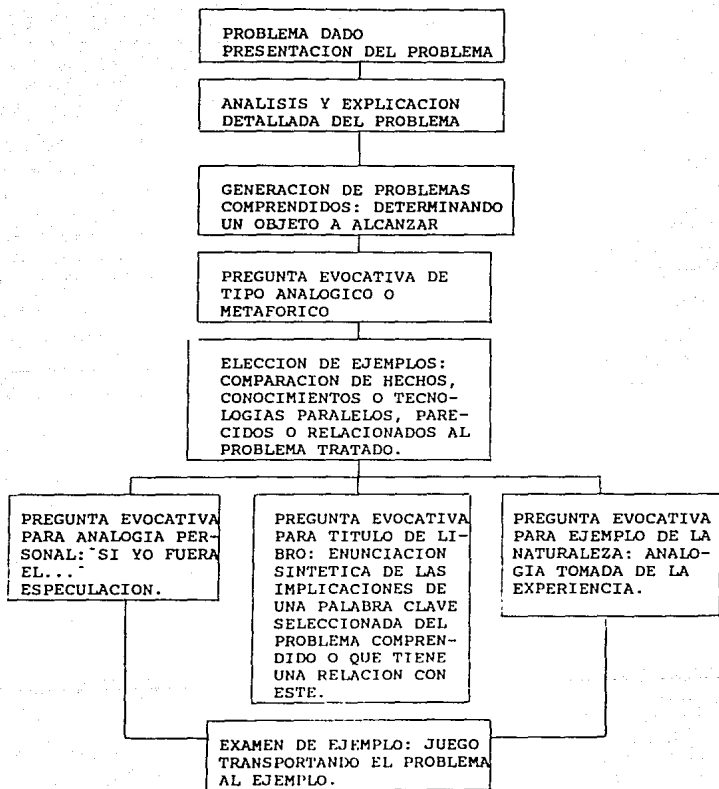 PROBLEMA DADO
PRESENTACION DEL PROBLEMA
ANALISIS Y EXPLICACION
DETALLADA DEL PROBLEMA
GENERACION DE PROBLEMAS
COMPRENDIDOS: DETERMINANDO
UN OBJETO A ALCANZAR
PREGUNTA EVOCATIVA DE
TIPO ANALOGICO O
METAFORICO
ELECCION DE EJEMPLOS:
COMPARACION DE HECHOS,
CONOCIMIENTOS O TECNO-
LOGIAS PARALELOS, PARE-
CIDOS O RELACIONADOS AL
PROBLEMA TRATADO.
PREGUNTA EVOCATIVA
PARA ANALOGIA PER-
SONAL: "SI YO FUERA
EL..."
ESPECULACION.
PREGUNTA EVOCATIVA
PARA TITULO DE LI-
BRO: ENUNCIACION
SINTETICA DE LAS
IMPLICACIONES DE
UNA PALABRA CLAVE
SELECCIONADA DEL
PROBLEMA COMPREN-
DIDO O QUE TIENE
UNA RELACION CON
ESTE.
PREGUNTA EVOCATIVA
PARA EJEMPLO DE LA
NATURALEZA: ANALO-
GIA TOMADA DE LA
EXPERIENCIA.
EXAMEN DE EJEMPLO: JUEGO
TRANSPORTANDO EL PROBLEMA
AL EJEMPLO.